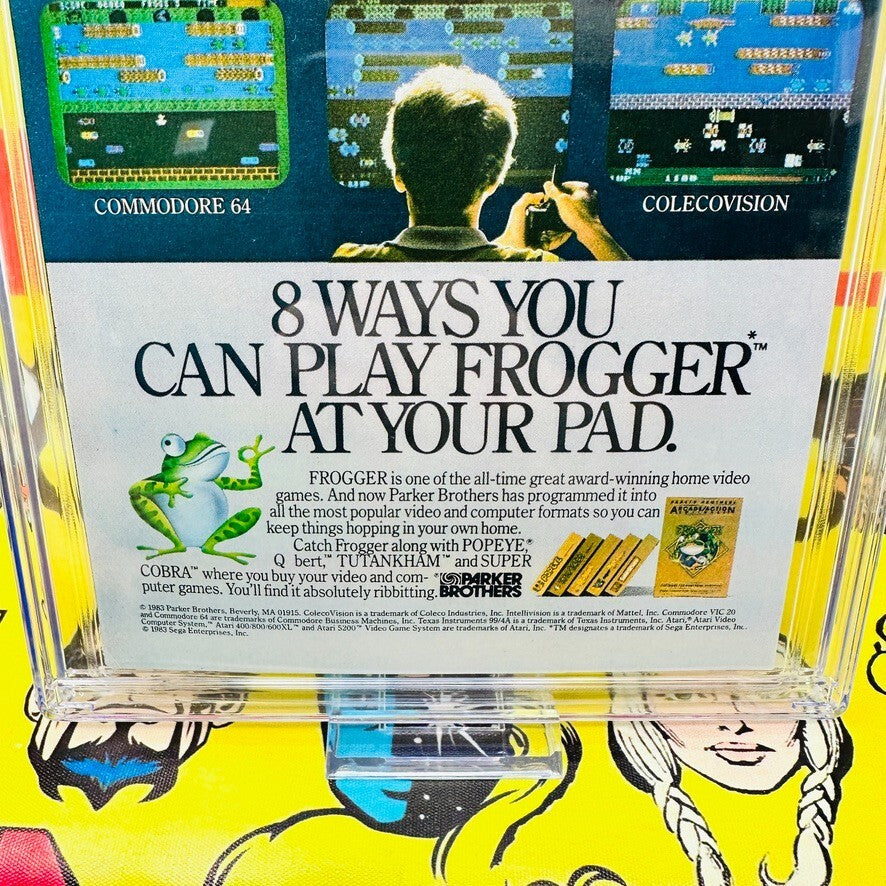 COMMODORE 64
COLECOVISION
8 WAYS YOU
CAN PLAY FROGGER*™
AT YOUR PAD.
FROGGER is one of the all-time great award-winning home video
games. And now Parker Brothers has programmed it into
all the most popular video and computer formats so you can
keep things hopping in your own home.
Catch Frogger along with POPEYE,®
Q bert,™ TUTANKHAM™ and SUPER
COBRA™ where you buy your video and com-
puter games. You'll find it absolutely ribbitting.
PARKER
BROTHERS
PARKER BROTHERS
ARCADE/ACTION
© 1983 Parker Brothers, Beverly, MA 01915. ColecoVision is a trademark of Coleco Industries, Inc. Intellivision is a trademark of Mattel, Inc. Commodore VIC 20
and Commodore 64 are trademarks of Commodore Business Machines, Inc. Texas Instruments 99/4A is a trademark of Texas Instruments, Inc. Atari,® Atari Video
Computer System,™ Atari 400/800/600XL™ and Atari 5200™ Video Game System are trademarks of Atari, Inc. *TM designates a trademark of Sega Enterprises, Inc.
© 1983 Sega Enterprises, Inc.